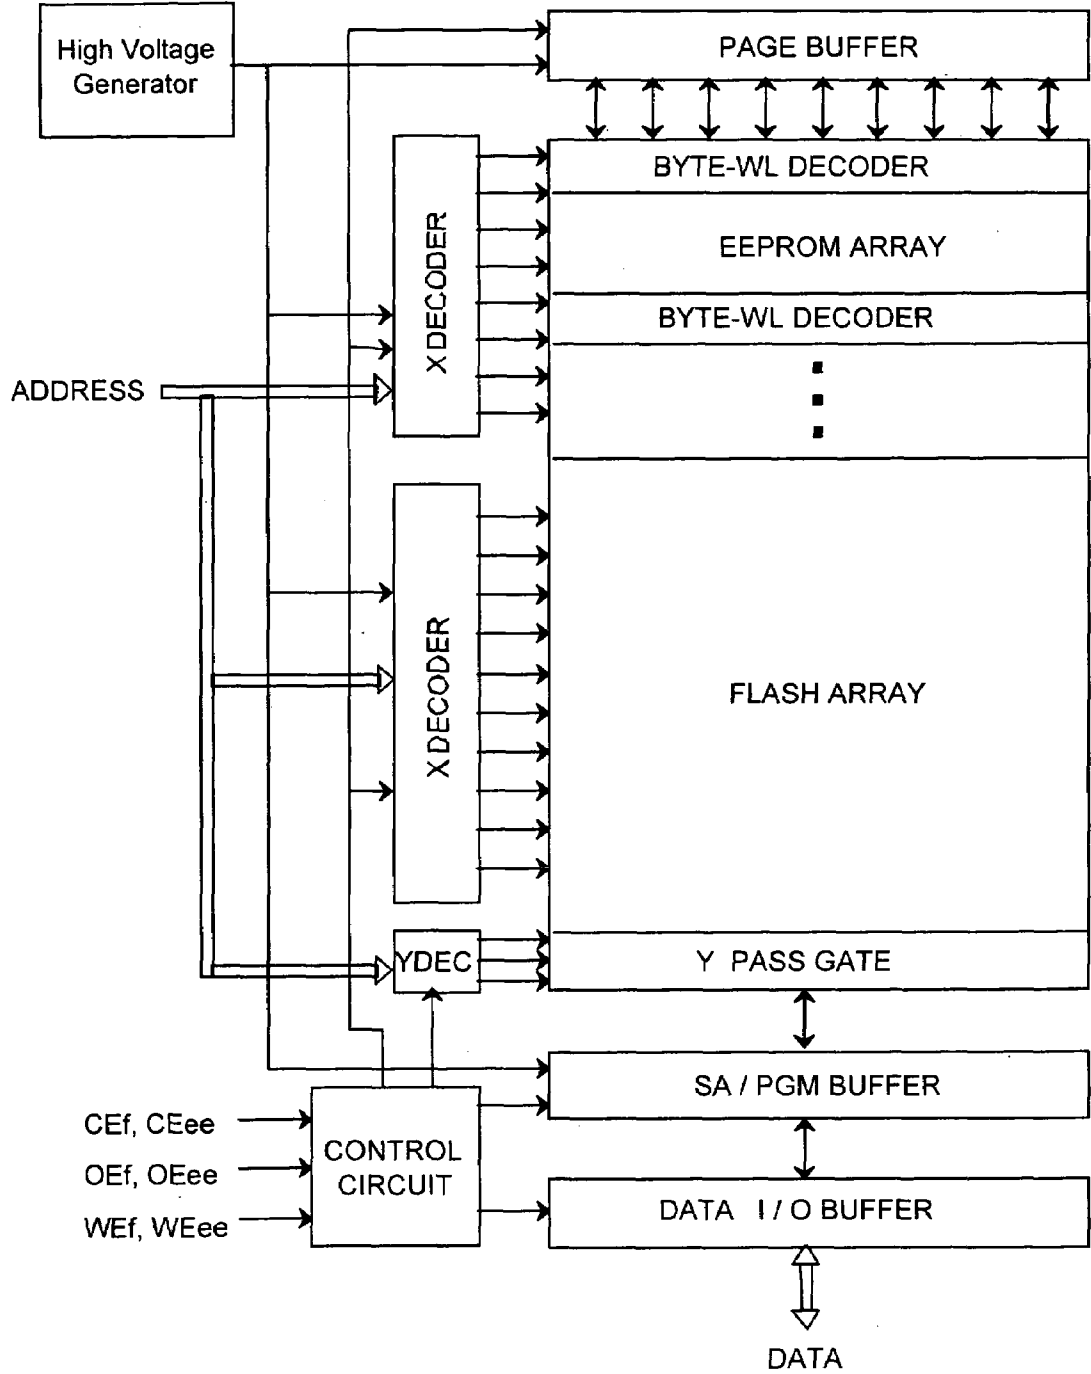 High Voltage
Generator
PAGE BUFFER
BYTE-WL DECODER
EEPROM ARRAY
BYTE-WL DECODER
X DECODER
ADDRESS
X DECODER
FLASH ARRAY
YDEC
Y PASS GATE
SA / PGM BUFFER
CEf, CEee
OEf, OEee
WEf, WEee
CONTROL
CIRCUIT
DATA I / O BUFFER
DATA